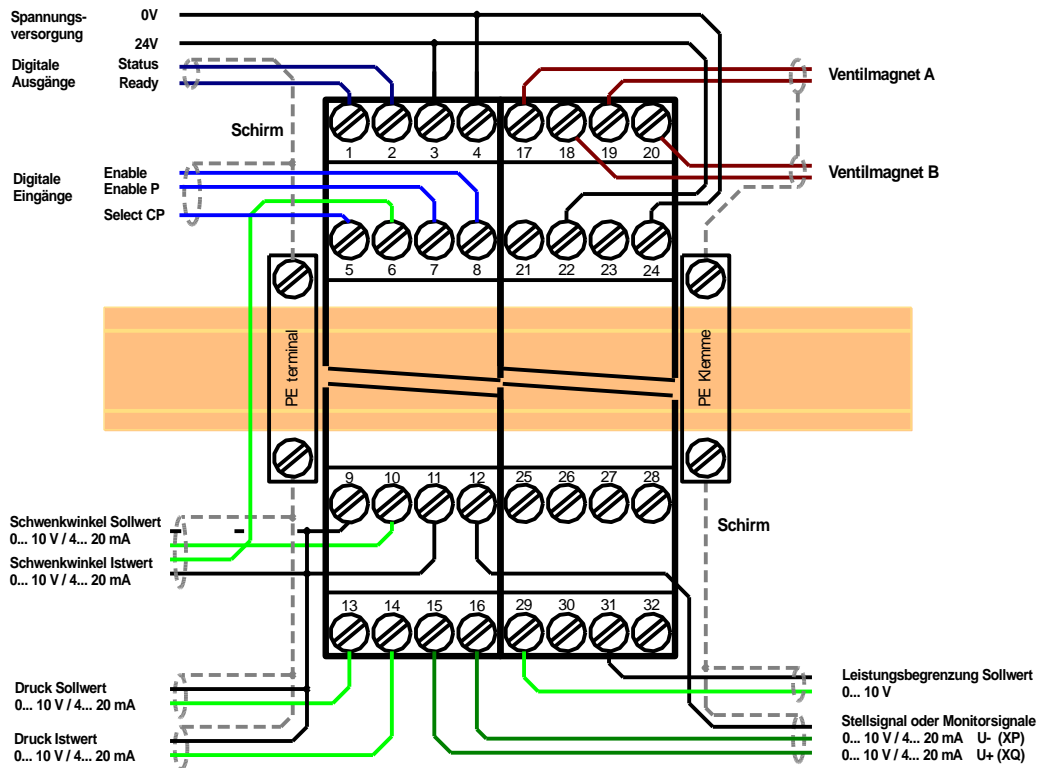 Spannungs-
versorgung
0V
24V
Digitale
Ausgänge
Status
Ready
Schirm
Ventilmagnet A
1 2 3 4 17 18 19 20
Digitale
Eingänge
Enable
Enable P
Select CP
Ventilmagnet B
5 6 7 8 21 22 23 24
PE terminal
PE Klemme
9 10 11 12 25 26 27 28
Schwenkwinkel Sollwert
0... 10 V / 4... 20 mA
Schwenkwinkel Istwert
0... 10 V / 4... 20 mA
Schirm
13 14 15 16 29 30 31 32
Druck Sollwert
0... 10 V / 4... 20 mA
Druck Istwert
0... 10 V / 4... 20 mA
Leistungsbegrenzung Sollwert
0... 10 V
Stellsignal oder Monitorsignale
0... 10 V / 4... 20 mA U- (XP)
0... 10 V / 4... 20 mA U+ (XQ)